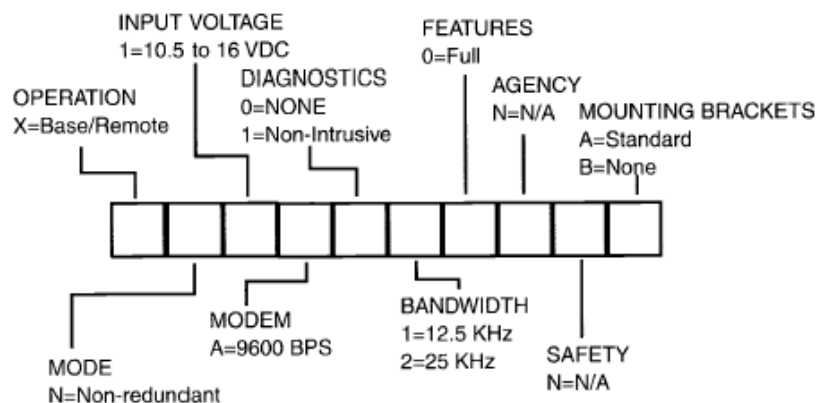 INPUT VOLTAGE
1=10.5 to 16 VDC
FEATURES
0=Full
DIAGNOSTICS
0=NONE
1=Non-Intrusive
AGENCY
N=N/A
OPERATION
X=Base/Remote
MOUNTING BRACKETS
A=Standard
B=None
MODE
N=Non-redundant
MODEM
A=9600 BPS
BANDWIDTH
1=12.5 KHz
2=25 KHz
SAFETY
N=N/A